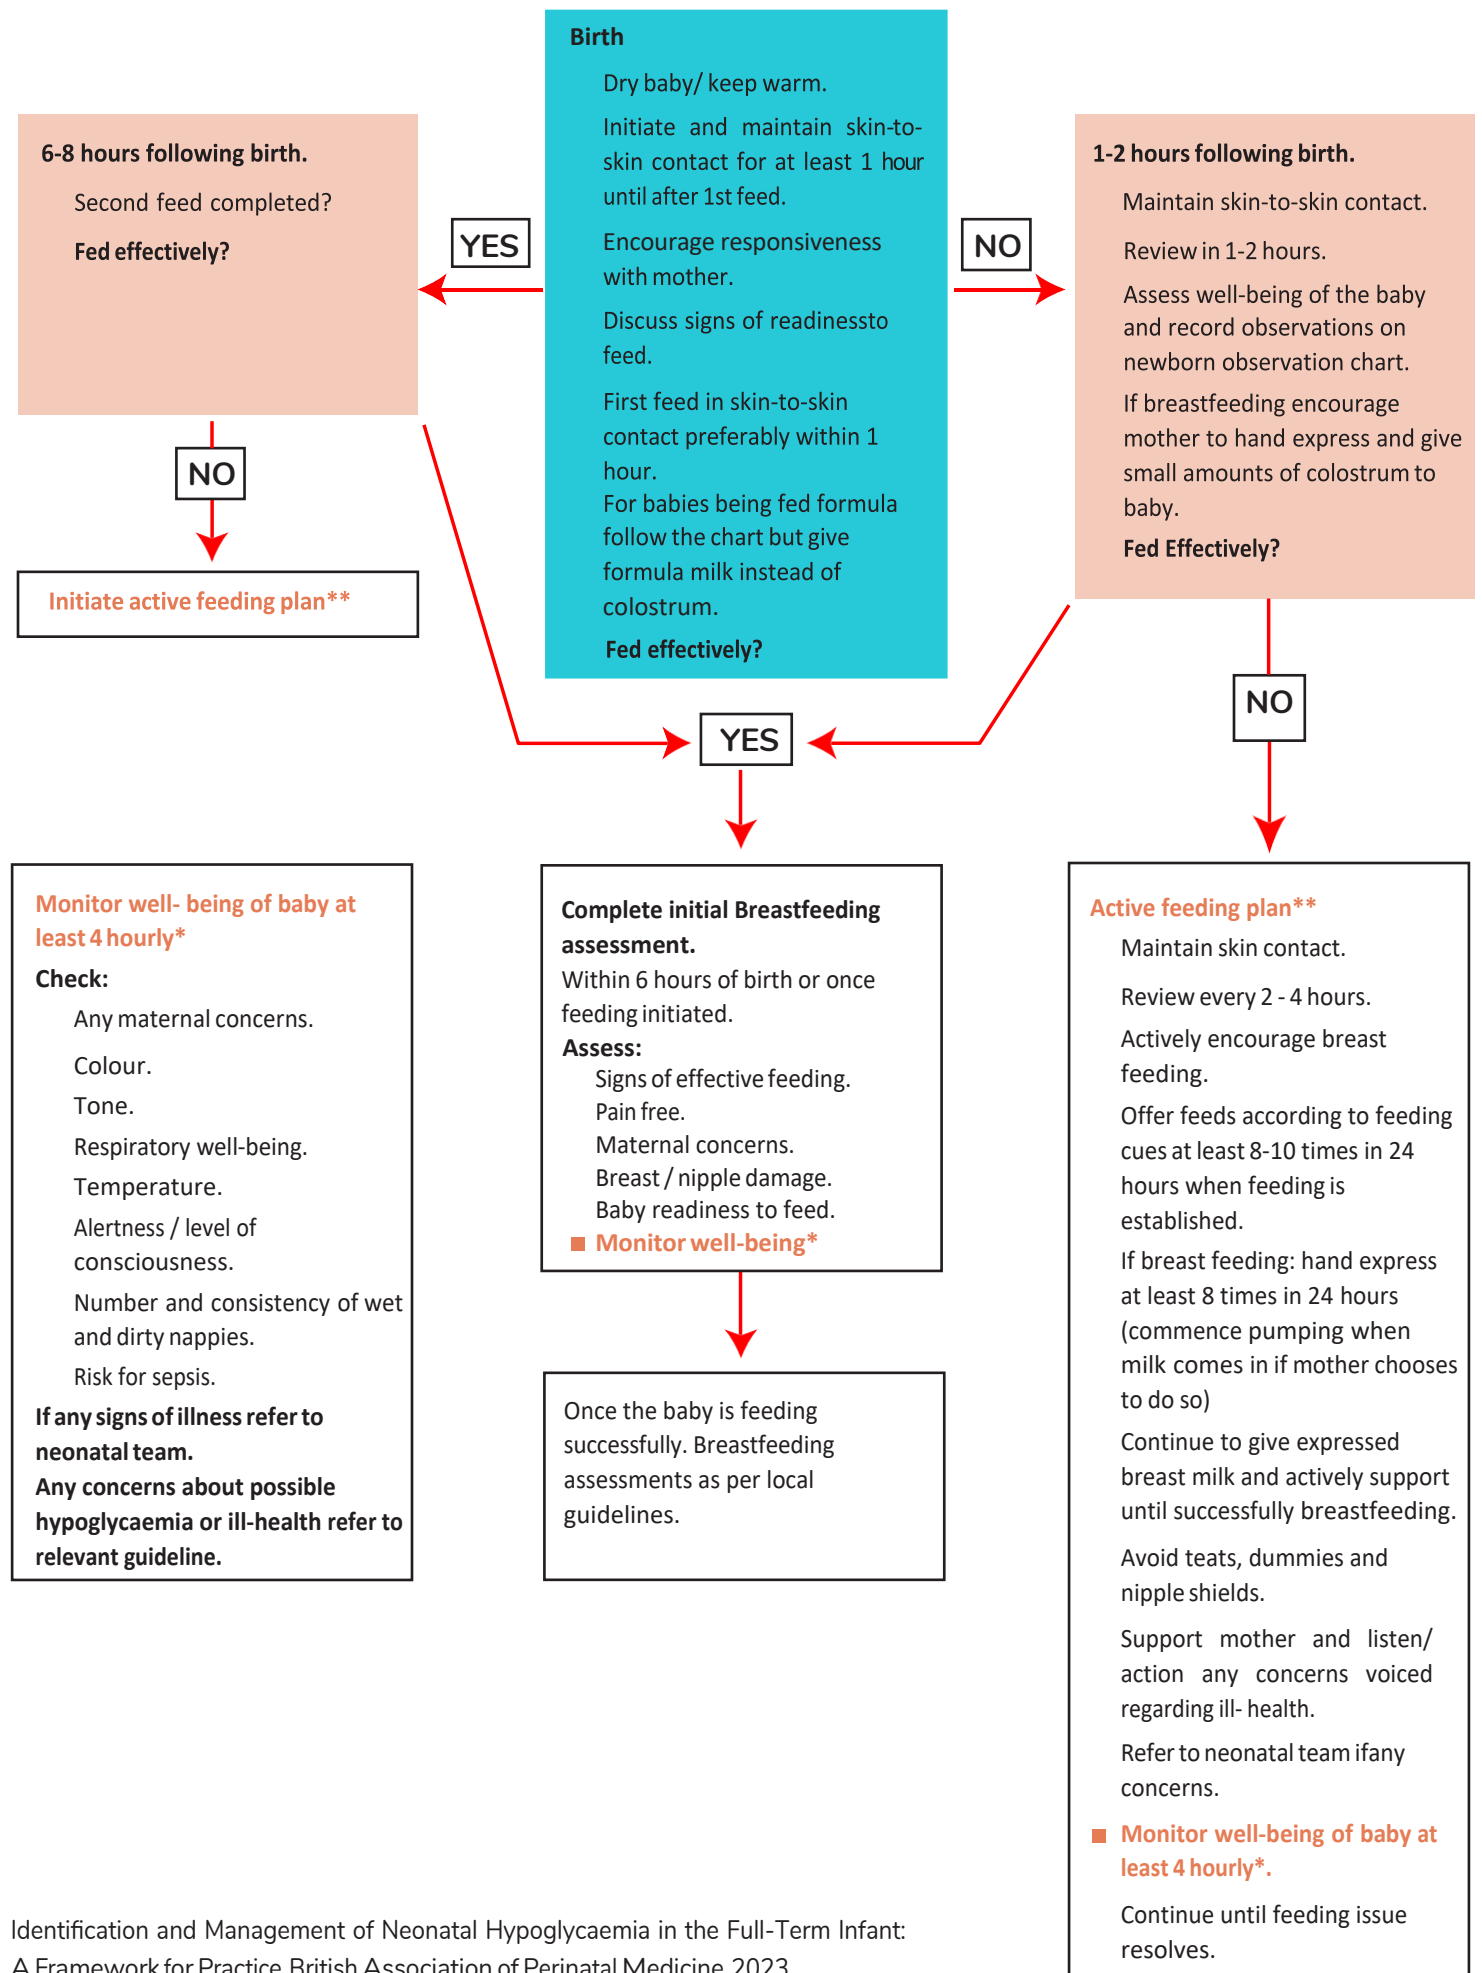 Birth
Dry baby/ keep warm.
Initiate and maintain skin-to-
skin contact for at least 1 hour
until after 1st feed.
Encourage responsiveness
with mother.
Discuss signs of readinessto
feed.
First feed in skin-to-skin
contact preferably within 1
hour.
For babies being fed formula
follow the chart but give
formula milk instead of
colostrum.
Fed effectively?
YES
6-8 hours following birth.
Second feed completed?
Fed effectively?
NO
Initiate active feeding plan**
NO
1-2 hours following birth.
Maintain skin-to-skin contact.
Review in 1-2 hours.
Assess well-being of the baby
and record observations on
newborn observation chart.
If breastfeeding encourage
mother to hand express and give
small amounts of colostrum to
baby.
Fed Effectively?
YES
NO
Monitor well- being of baby at
least 4 hourly*
Check:
Any maternal concerns.
Colour.
Tone.
Respiratory well-being.
Temperature.
Alertness / level of
consciousness.
Number and consistency of wet
and dirty nappies.
Risk for sepsis.
If any signs of illness refer to
neonatal team.
Any concerns about possible
hypoglycaemia or ill-health refer to
relevant guideline.
Complete initial Breastfeeding
assessment.
Within 6 hours of birth or once
feeding initiated.
Assess:
Signs of effective feeding.
Pain free.
Maternal concerns.
Breast / nipple damage.
Baby readiness to feed.
Monitor well-being*
Once the baby is feeding
successfully. Breastfeeding
assessments as per local
guidelines.
Active feeding plan**
Maintain skin contact.
Review every 2 - 4 hours.
Actively encourage breast
feeding.
Offer feeds according to feeding
cues at least 8-10 times in 24
hours when feeding is
established.
If breast feeding: hand express
at least 8 times in 24 hours
(commence pumping when
milk comes in if mother chooses
to do so)
Continue to give expressed
breast milk and actively support
until successfully breastfeeding.
Avoid teats, dummies and
nipple shields.
Support mother and listen/
action any concerns voiced
regarding ill- health.
Refer to neonatal team ifany
concerns.
Monitor well-being of baby at
least 4 hourly*.
Continue until feeding issue
resolves.
Identification and Management of Neonatal Hypoglycaemia in the Full-Term Infant:
A Framework for Practice British Association of Perinatal Medicine 2023